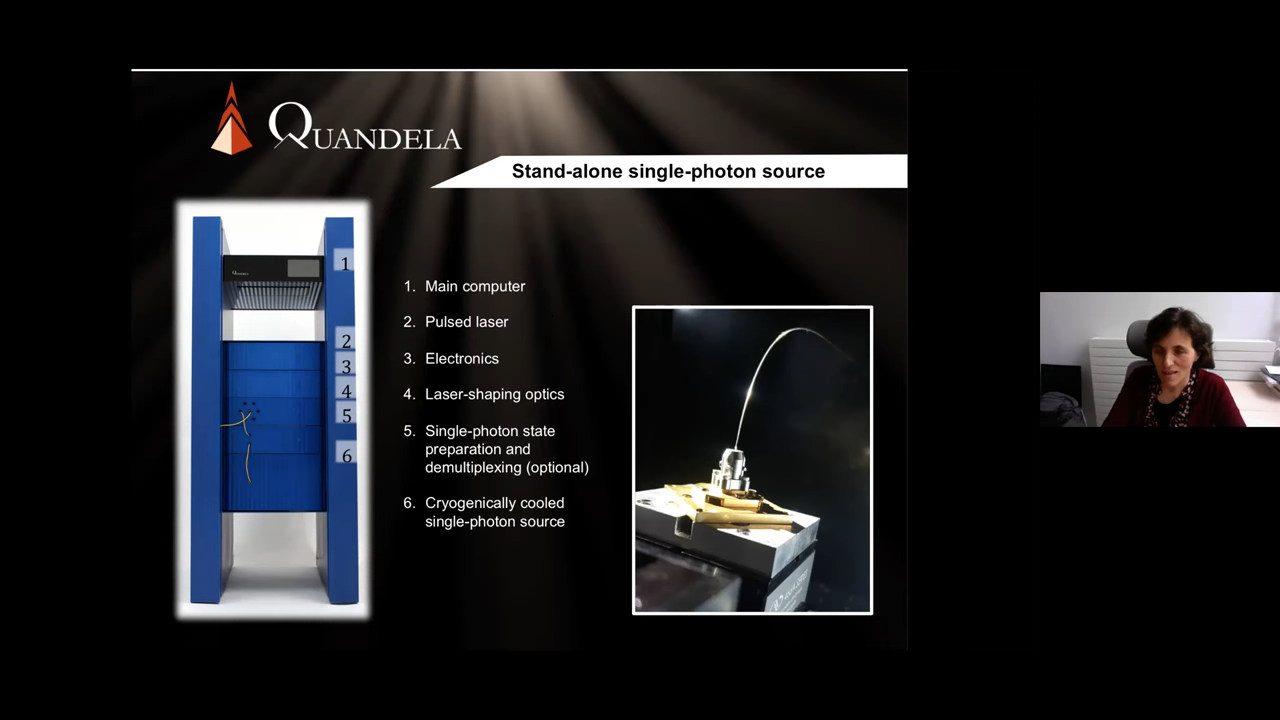 QUANDELA
Stand-alone single-photon source
1
2
3
4
5
6
1. Main computer
2. Pulsed laser
3. Electronics
4. Laser-shaping optics
5. Single-photon state
preparation and
demultiplexing (optional)
6. Cryogenically cooled
single-photon source